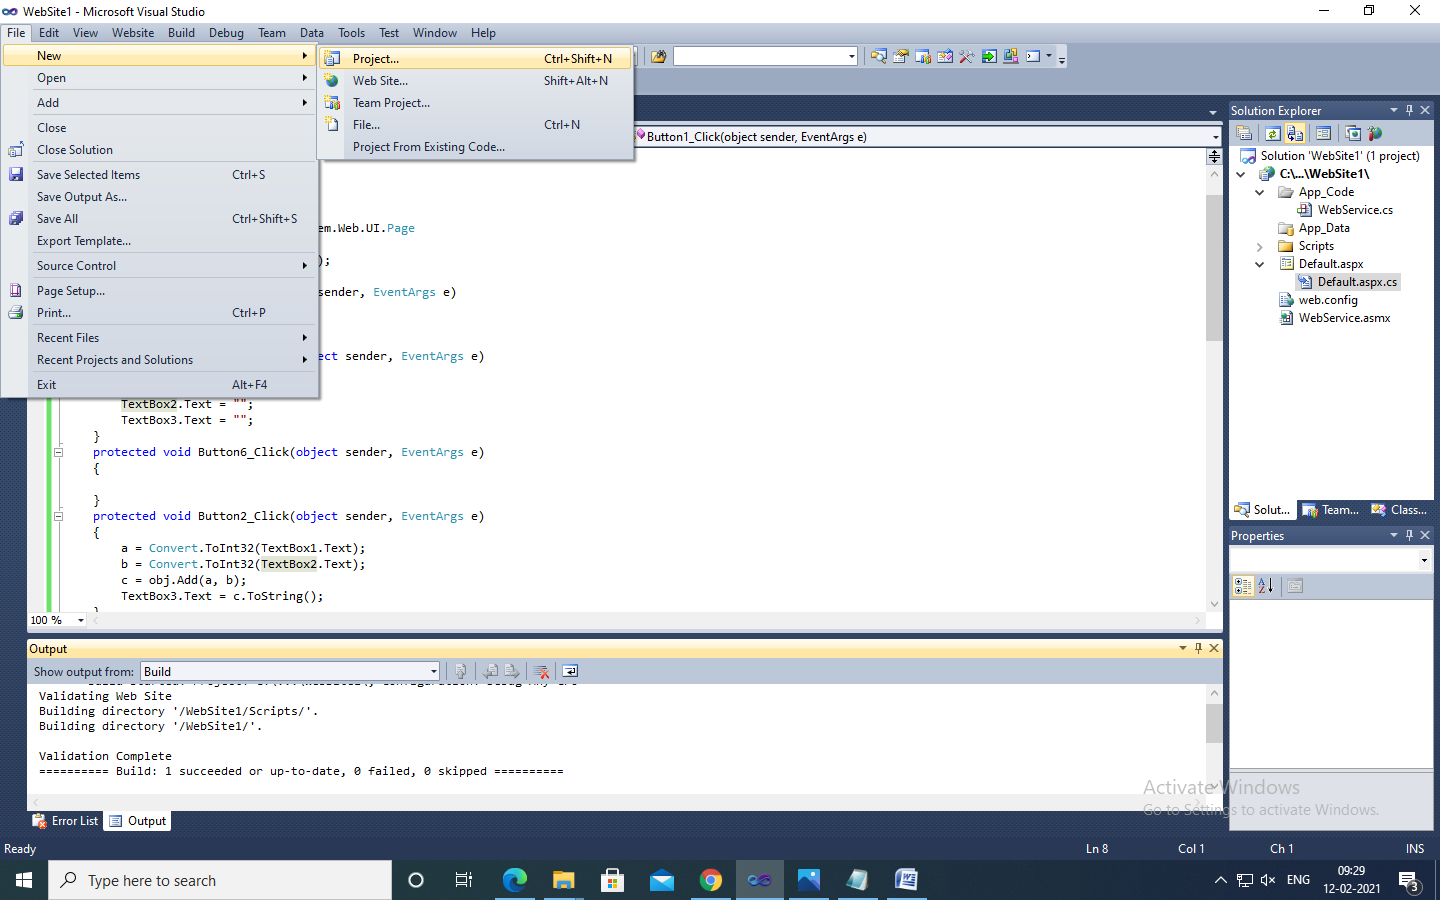 WebSite1 - Microsoft Visual Studio
File Edit View Website Build Debug Team Data Tools Test Window Help
New
Open
Add
Close
Close Solution
Save Selected Items Ctrl+S
Save Output As...
Save All Ctrl+Shift+S
Export Template...
Source Control
Page Setup...
Print... Ctrl+P
Recent Files
Recent Projects and Solutions
Exit Alt+F4
Project... Ctrl+Shift+N
Web Site... Shift+Alt+N
Team Project...
File... Ctrl+N
Project From Existing Code...
Button1_Click(object sender, EventArgs e)
em.Web.UI.Page
);
sender, EventArgs e)
ect sender, EventArgs e)
TextBox2.Text = "";
TextBox3.Text = "";
}
protected void Button6_Click(object sender, EventArgs e)
{
}
protected void Button2_Click(object sender, EventArgs e)
{
a = Convert.ToInt32(TextBox1.Text);
b = Convert.ToInt32(TextBox2.Text);
c = obj.Add(a, b);
TextBox3.Text = c.ToString();
100 %
Solution Explorer
Solution 'WebSite1' (1 project)
C:\...\WebSite1\
App_Code
WebService.cs
App_Data
Scripts
Default.aspx
Default.aspx.cs
web.config
WebService.asmx
Solut... Team... Class...
Properties
Output
Show output from: Build
Validating Web Site
Building directory '/WebSite1/Scripts/'.
Building directory '/WebSite1/'.
Validation Complete
========== Build: 1 succeeded or up-to-date, 0 failed, 0 skipped ==========
Activate Windows
Go to Settings to activate Windows.
Error List Output
Ready Ln 8 Col 1 Ch 1 INS
Type here to search
ENG
09:29
12-02-2021
3